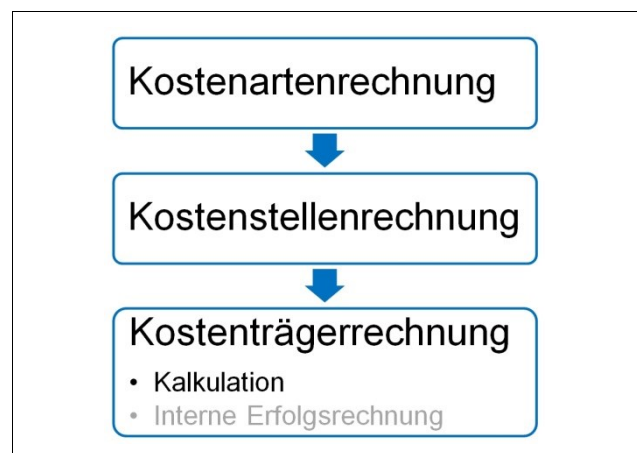 Kostenartenrechnung
Kostenstellenrechnung
Kostenträgerrechnung
• Kalkulation
• Interne Erfolgsrechnung